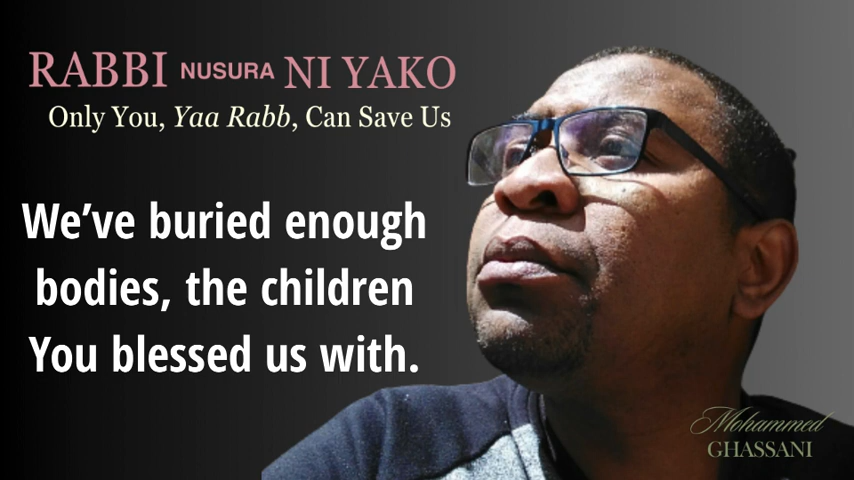 RABBI NUSURA NI YAKO
Only You, Yaa Rabb, Can Save Us
We’ve buried enough
bodies, the children
You blessed us with.
Mohammed
GHASSANI